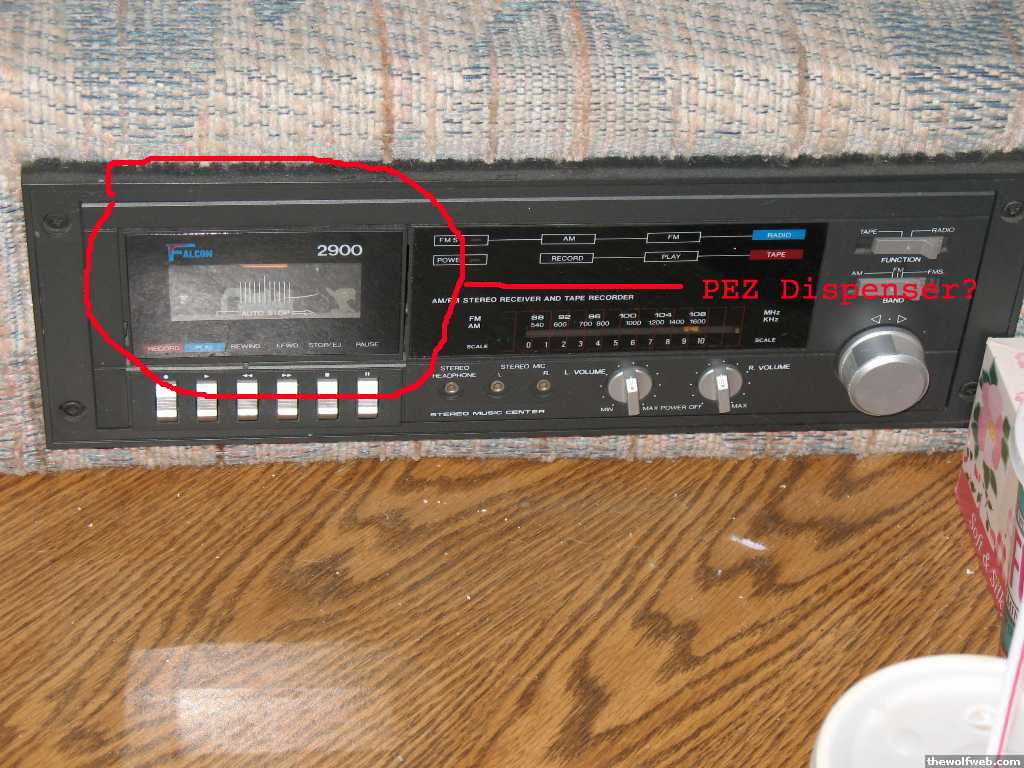 FALCON
2900
AUTO STOP
RECORD PLAY REWIND F.FWD STOP/EJ PAUSE
FM S AM FM RADIO
POWE RECORD PLAY TAPE
AM/FM STEREO RECEIVER AND TAPE RECORDER
FM 88 92 96 100 104 108 MHz
AM 540 600 700 800 1000 1200 1400 1600 KHz
SCALE 0 1 2 3 4 5 6 7 8 9 10 SCALE
STEREO HEADPHONE
STEREO MIC
L R
L. VOLUME
R. VOLUME
MIN MAX POWER OFF MAX
STEREO MUSIC CENTER
TAPE RADIO
FUNCTION
AM FM FMS
BAND
PEZ Dispenser?
Soft & Silk
thewolfweb.com